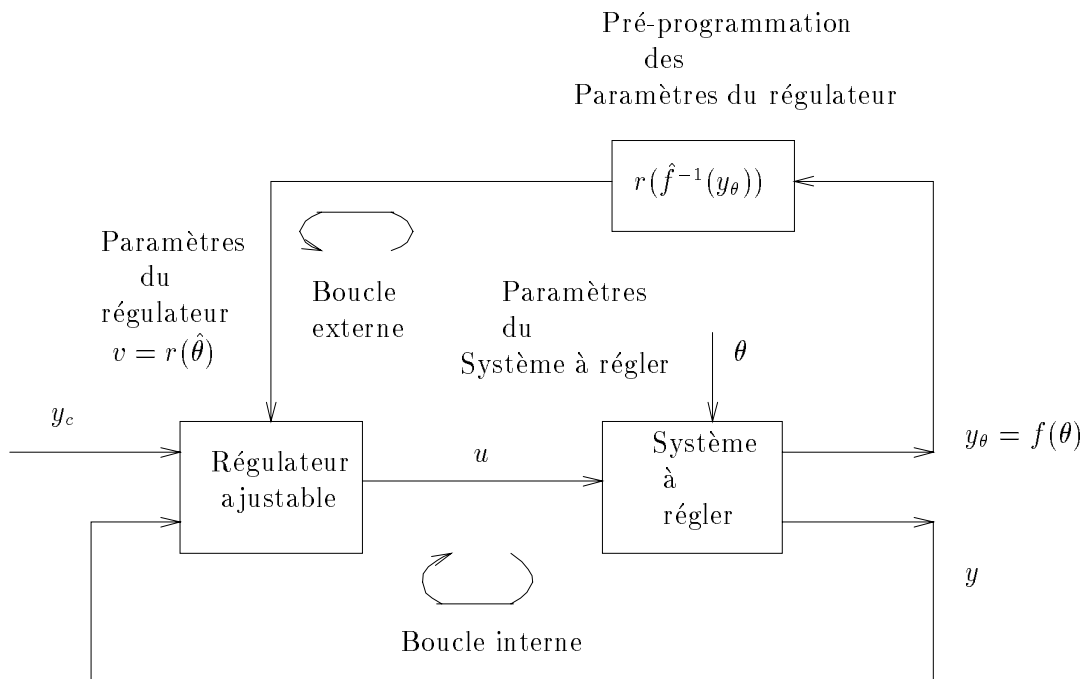 Pré-programmation
des
Paramètres du régulateur
r(f̂⁻¹(y_θ))
Paramètres
du
régulateur
v = r(θ̂)
Boucle
externe
Paramètres
du
Système à régler
θ
y_c
Régulateur
ajustable
u
Système
à
régler
y_θ = f(θ)
y
Boucle interne